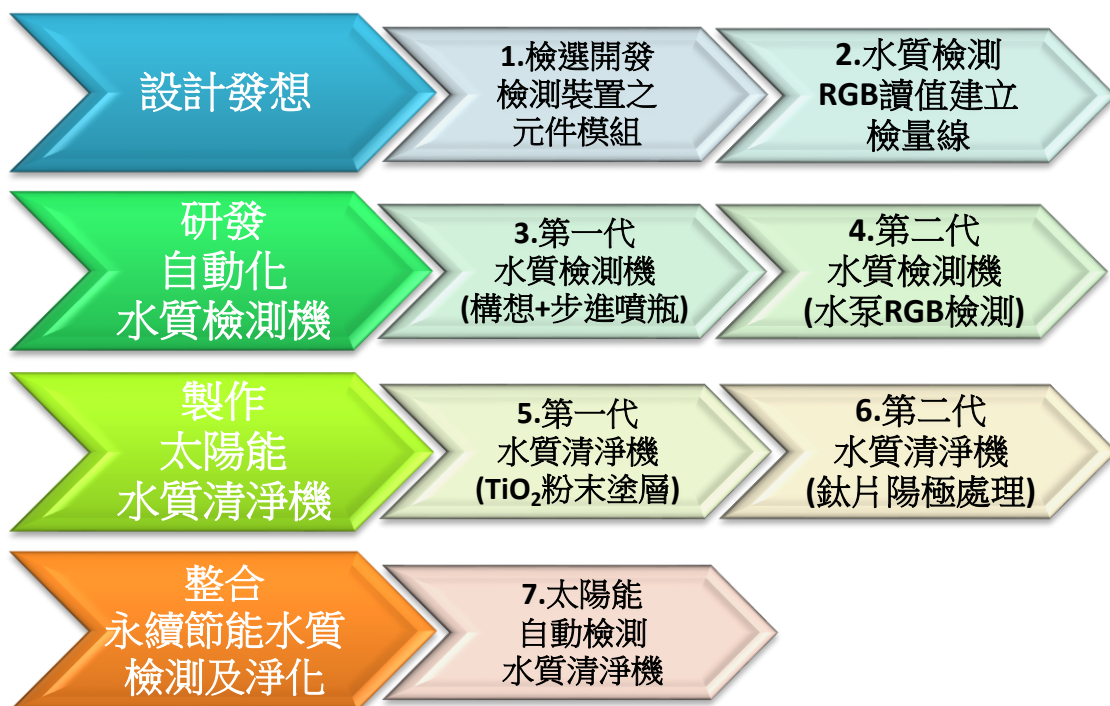 設計發想
1.檢選開發
檢測裝置之
元件模組
2.水質檢測
RGB讀值建立
檢量線
研發
自動化
水質檢測機
3.第一代
水質檢測機
(構想+步進噴瓶)
4.第二代
水質檢測機
(水泵RGB檢測)
製作
太陽能
水質清淨機
5.第一代
水質清淨機
(TiO₂粉末塗層)
6.第二代
水質清淨機
(鈦片陽極處理)
整合
永續節能水質
檢測及淨化
7.太陽能
自動檢測
水質清淨機